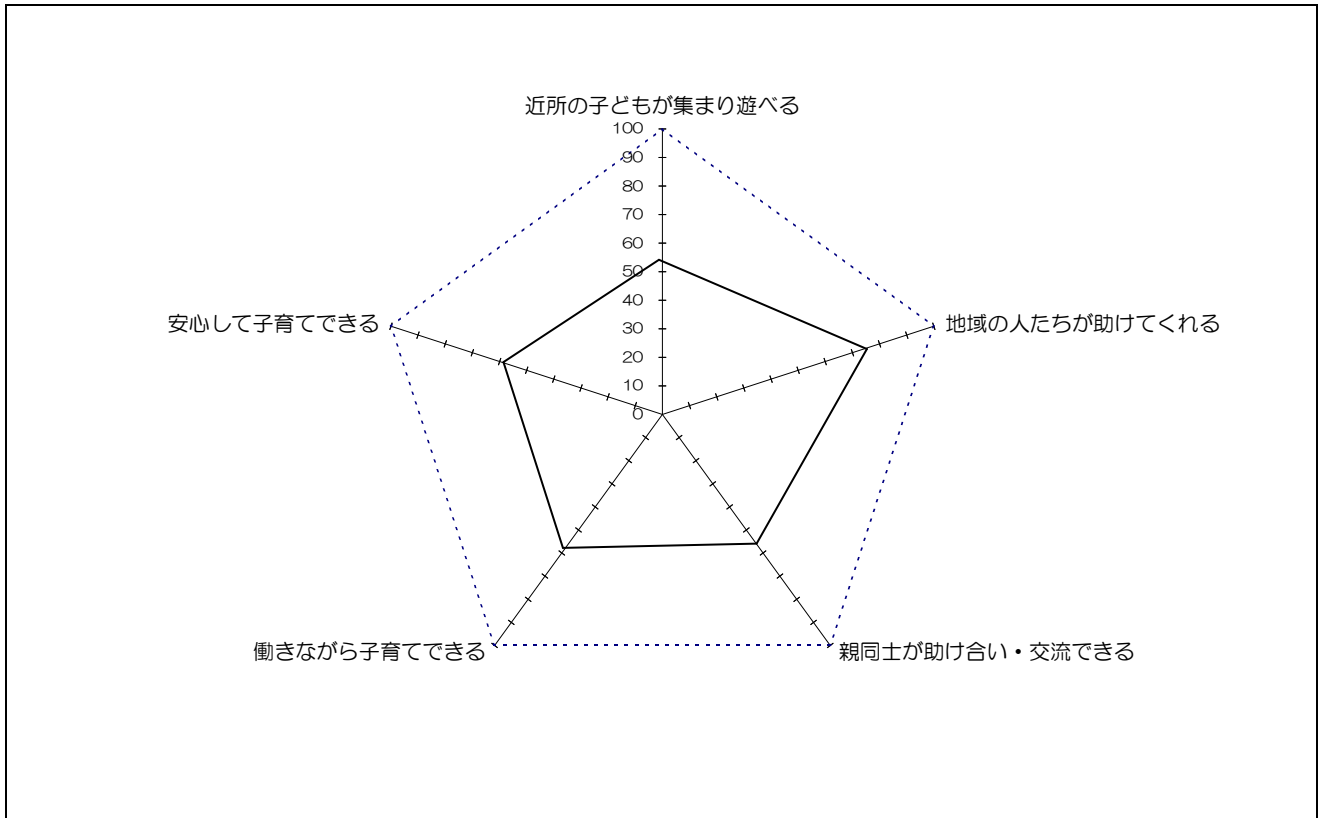 近所の子どもが集まり遊べる
100
90
80
70
60
50
40
30
20
10
0
安心して子育てできる
地域の人たちが助けてくれる
働きながら子育てできる
親同士が助け合い・交流できる